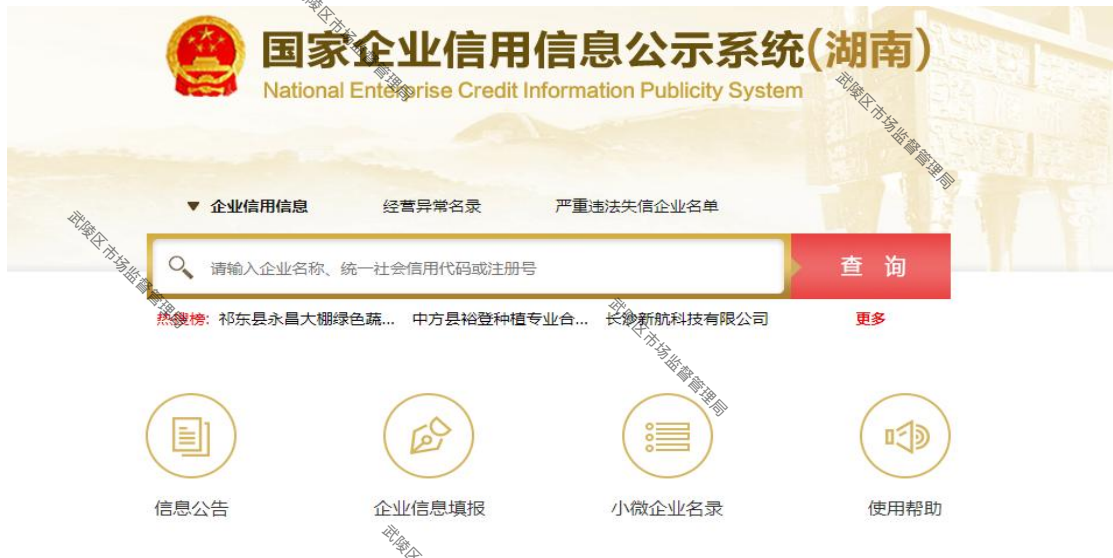 国家企业信用信息公示系统(湖南)
National Enterprise Credit Information Publicity System
▼ 企业信用信息 经营异常名录 严重违法失信企业名单
请输入企业名称、统一社会信用代码或注册号 查 询
热搜榜: 祁东县永昌大棚绿色蔬... 中方县裕登种植专业合... 长沙新航科技有限公司 更多
信息公告 企业信息填报 小微企业名录 使用帮助
武陵区市场监督管理局
武陵区市场监督管理局
武陵区市场监督管理局
武陵区市场监督管理局
武陵区